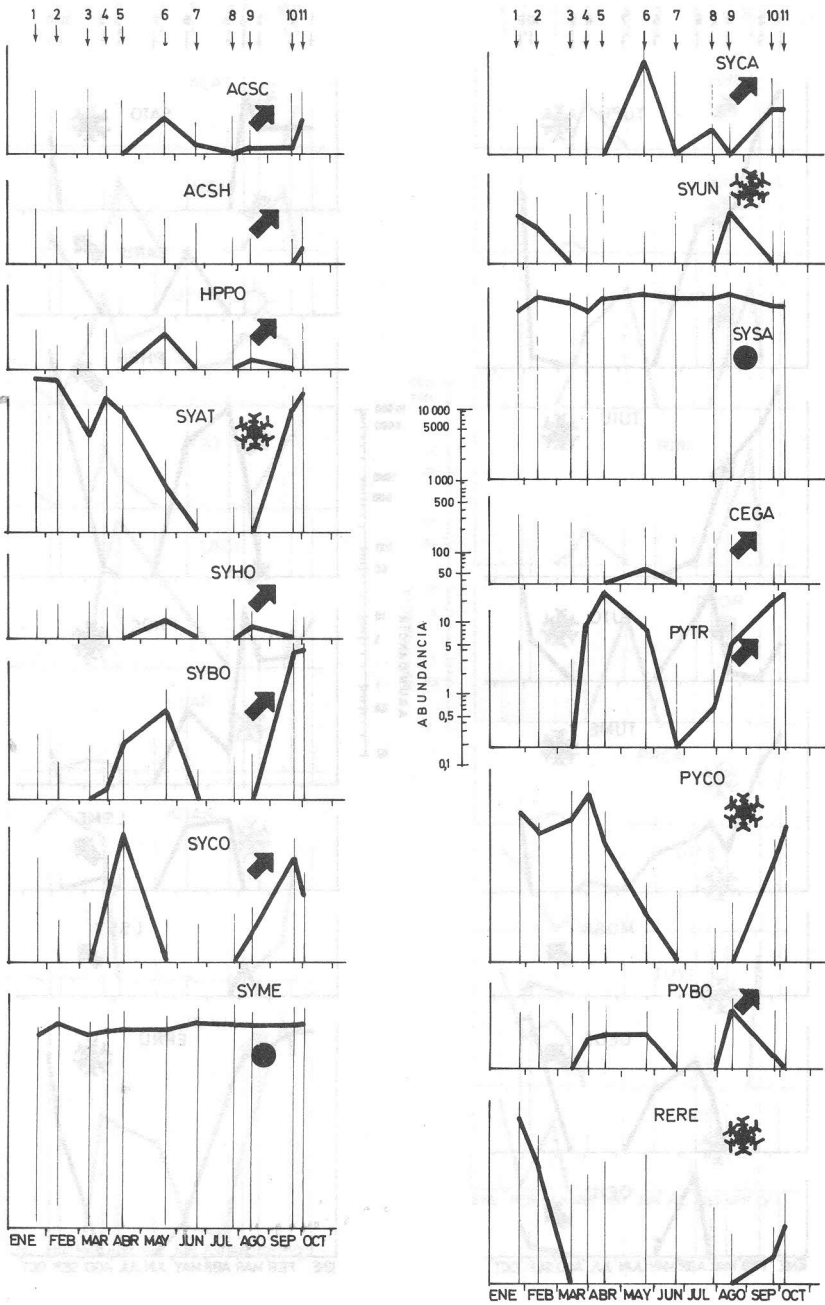 1 2 3 4 5 6 7 8 9 10 11
ACSC
ACSH
HPPO
SYAT
SYHO
SYBO
SYCO
SYME
ENE FEB MAR ABR MAY JUN JUL AGO SEP OCT
1 2 3 4 5 6 7 8 9 10 11
SYCA
SYUN
SYSA
ABUNDANCIA
10 000
5000
1 000
500
100
50
10
5
1
0,5
0,1
CEGA
PYTR
PYCO
PYBO
RERE
ENE FEB MAR ABR MAY JUN JUL AGO SEP OCT